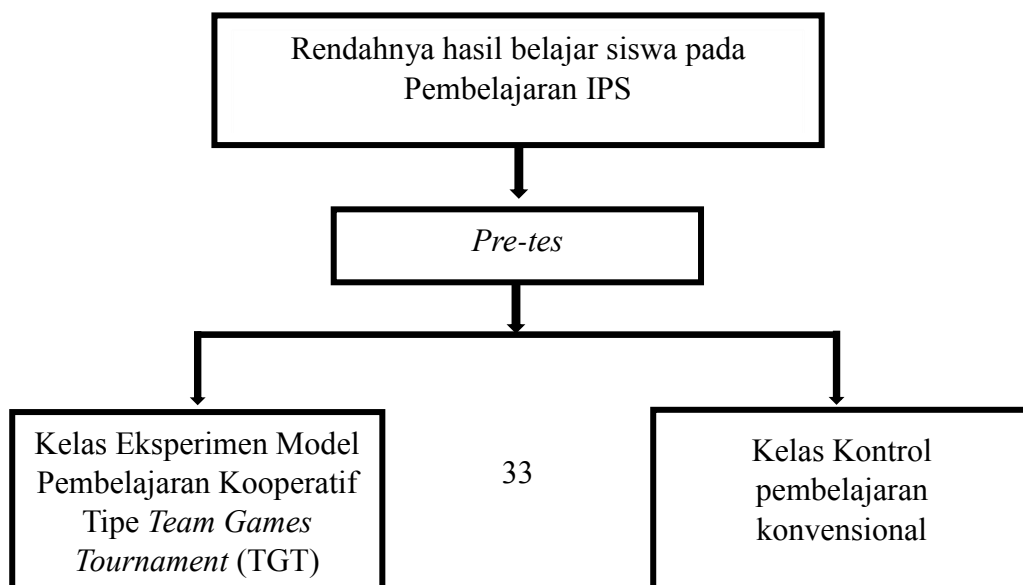 Rendahnya hasil belajar siswa pada
Pembelajaran IPS
Pre-tes
Kelas Eksperimen Model
Pembelajaran Kooperatif
Tipe Team Games
Tournament (TGT)
33
Kelas Kontrol
pembelajaran
konvensional